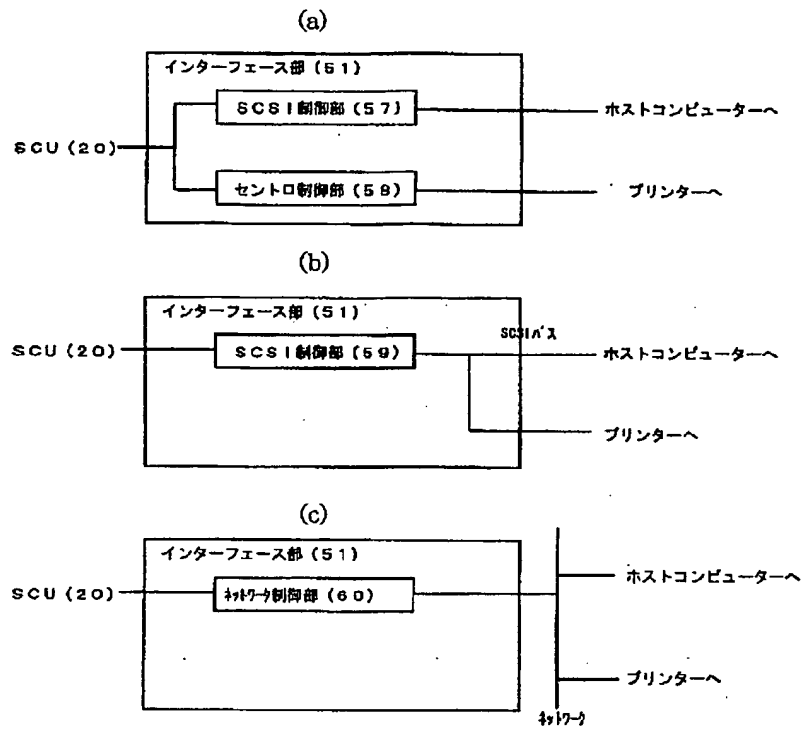 (a)
インターフェース部(51)
SCSI制御部(57)
ホストコンピューターへ
SCU(20)
セントロ制御部(58)
プリンターへ
(b)
インターフェース部(51)
SCSIバス
SCU(20)
SCSI制御部(59)
ホストコンピューターへ
プリンターへ
(c)
インターフェース部(51)
ホストコンピューターへ
SCU(20)
ネットワーク制御部(60)
プリンターへ
ネットワーク